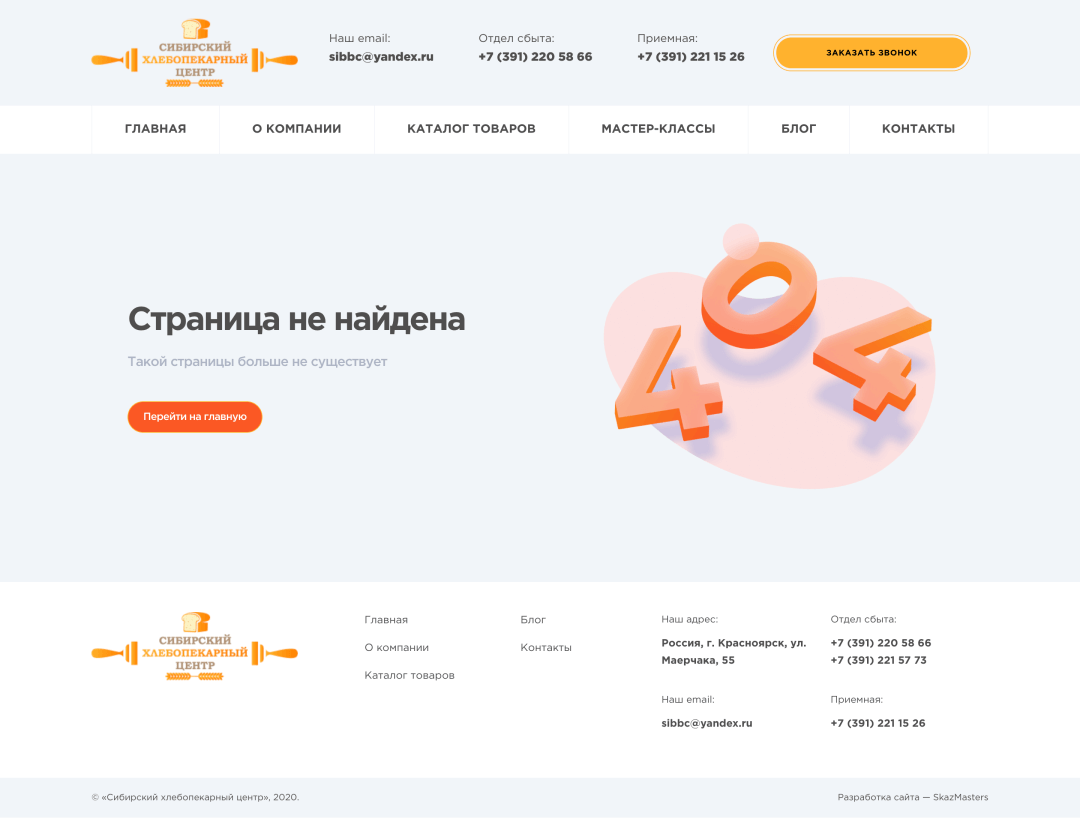 СИБИРСКИЙ
ХЛЕБОПЕКАРНЫЙ
ЦЕНТР
Наш email:
sibbc@yandex.ru
Отдел сбыта:
+7 (391) 220 58 66
Приемная:
+7 (391) 221 15 26
ЗАКАЗАТЬ ЗВОНОК
ГЛАВНАЯ
О КОМПАНИИ
КАТАЛОГ ТОВАРОВ
МАСТЕР-КЛАССЫ
БЛОГ
КОНТАКТЫ
Страница не найдена
Такой страницы больше не существует
Перейти на главную
404
СИБИРСКИЙ
ХЛЕБОПЕКАРНЫЙ
ЦЕНТР
Главная
О компании
Каталог товаров
Блог
Контакты
Наш адрес:
Россия, г. Красноярск, ул.
Маерчака, 55
Наш email:
sibbc@yandex.ru
Отдел сбыта:
+7 (391) 220 58 66
+7 (391) 221 57 73
Приемная:
+7 (391) 221 15 26
© «Сибирский хлебопекарный центр», 2020.
Разработка сайта — SkazMasters